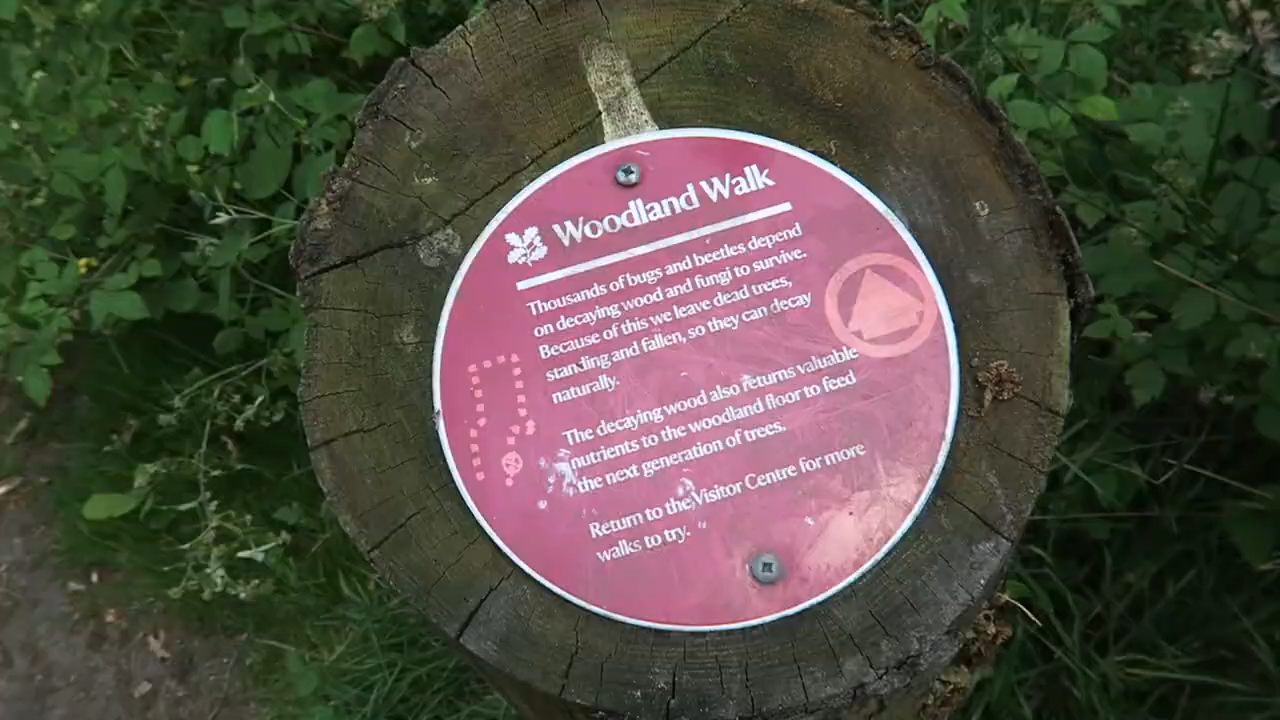 Woodland Walk
Thousands of bugs and beetles depend
on decaying wood and fungi to survive.
Because of this we leave dead trees,
standing and fallen, so they can decay
naturally.
The decaying wood also returns valuable
nutrients to the woodland floor to feed
the next generation of trees.
Return to the Visitor Centre for more
walks to try.